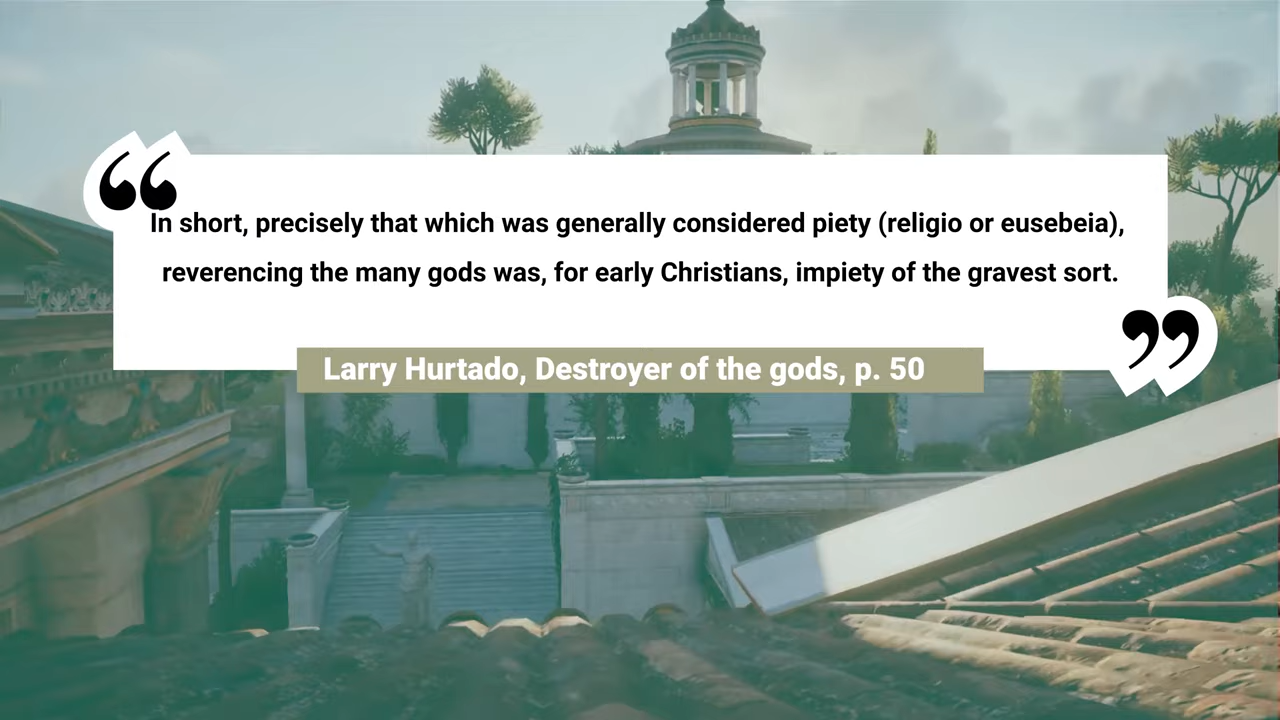 “
In short, precisely that which was generally considered piety (religio or eusebeia),
reverencing the many gods was, for early Christians, impiety of the gravest sort.
”
Larry Hurtado, Destroyer of the gods, p. 50